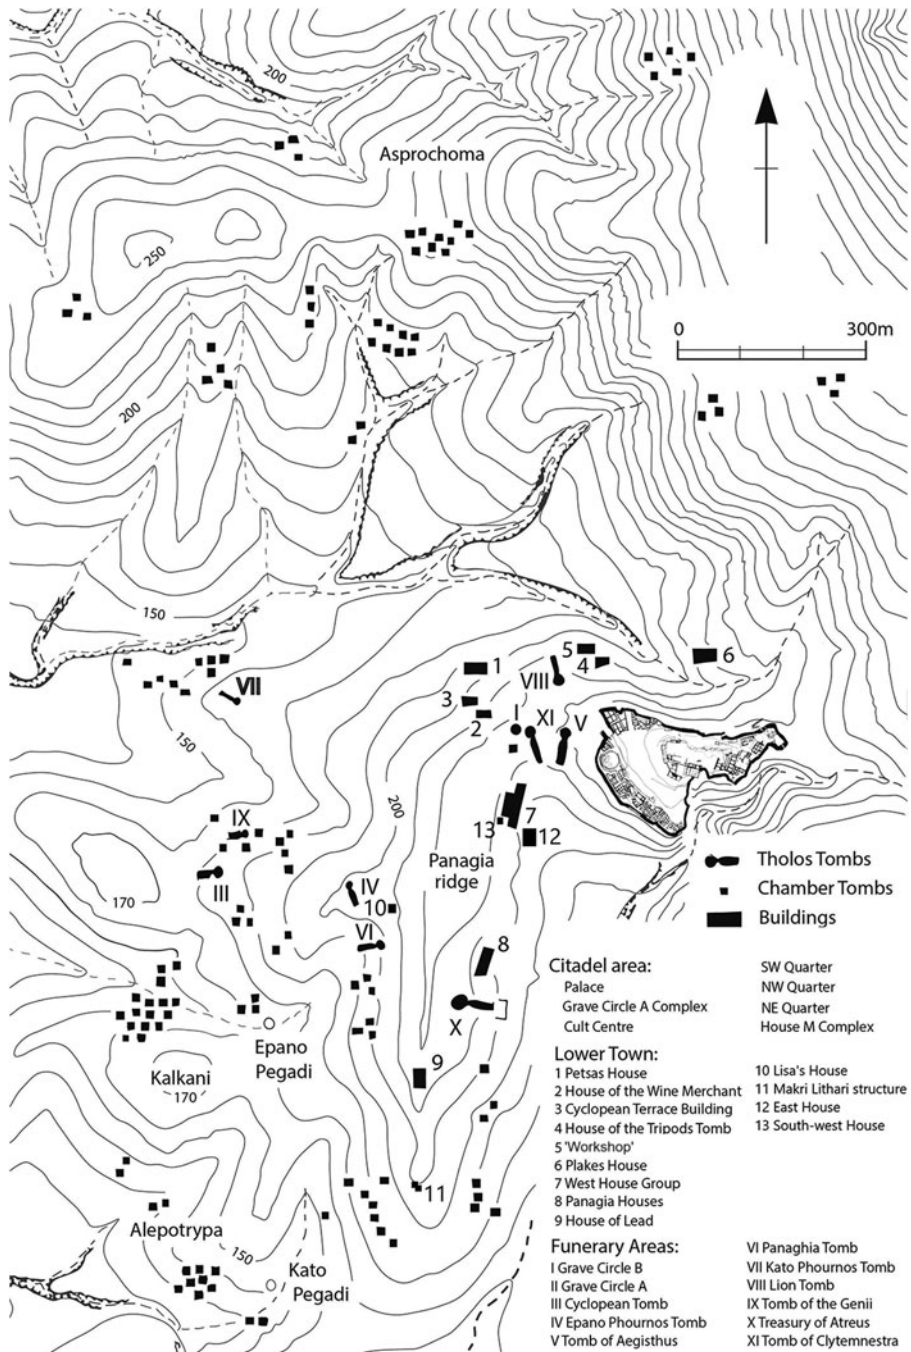 200
Asprochoma
250
0 300m
200
150
VII
5
4
6
1
VIII
3
2
I
XI
V
150
200
IX
7
13
12
III
170
Panagia
ridge
IV
10
VI
8
X
Epano
Pegadi
Kalkani
170
9
11
Alepotrypa
150
Kato
Pegadi
Tholos Tombs
Chamber Tombs
Buildings
Citadel area:
Palace
Grave Circle A Complex
Cult Centre
SW Quarter
NW Quarter
NE Quarter
House M Complex
Lower Town:
1 Petsas House
2 House of the Wine Merchant
3 Cyclopean Terrace Building
4 House of the Tripods Tomb
5 'Workshop'
6 Plakes House
7 West House Group
8 Panagia Houses
9 House of Lead
10 Lisa's House
11 Makri Lithari structure
12 East House
13 South-west House
Funerary Areas:
I Grave Circle B
II Grave Circle A
III Cyclopean Tomb
IV Epano Phournos Tomb
V Tomb of Aegisthus
VI Panaghia Tomb
VII Kato Phournos Tomb
VIII Lion Tomb
IX Tomb of the Genii
X Treasury of Atreus
XI Tomb of Clytemnestra